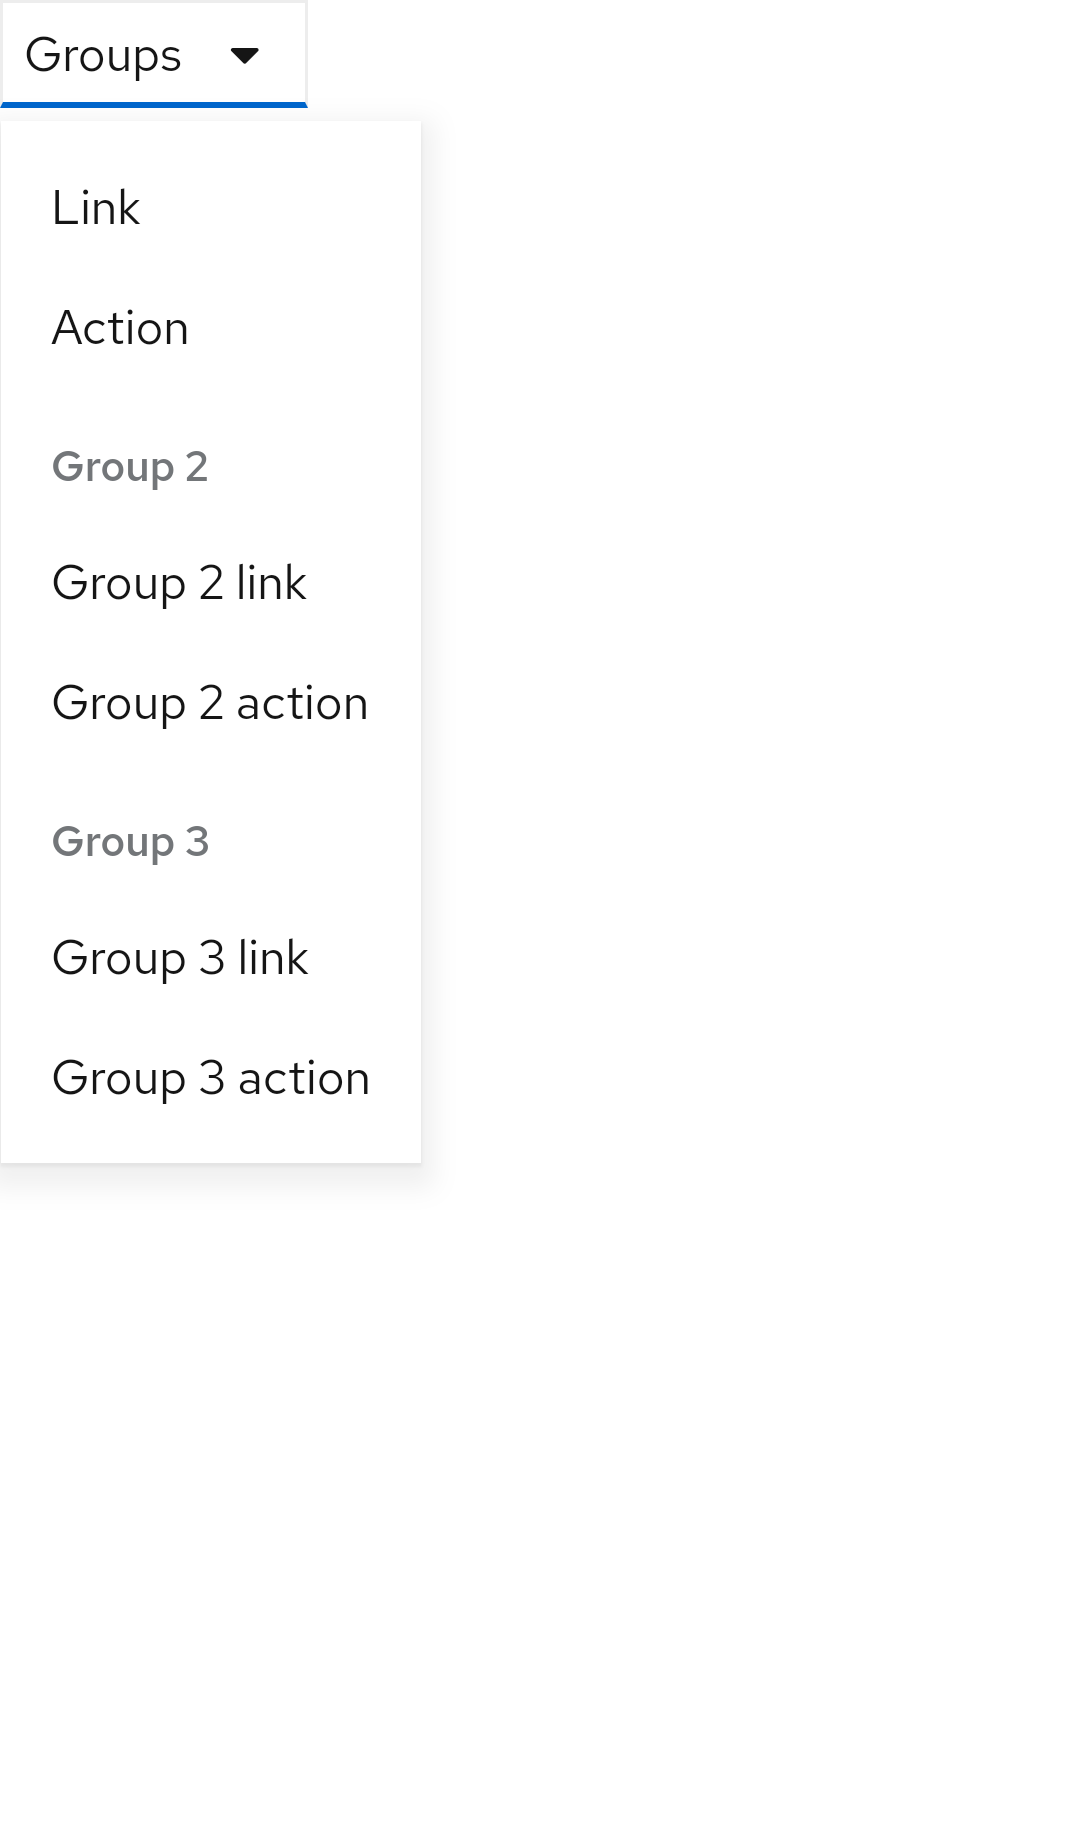 Groups
Link
Action
Group 2
Group 2 link
Group 2 action
Group 3
Group 3 link
Group 3 action